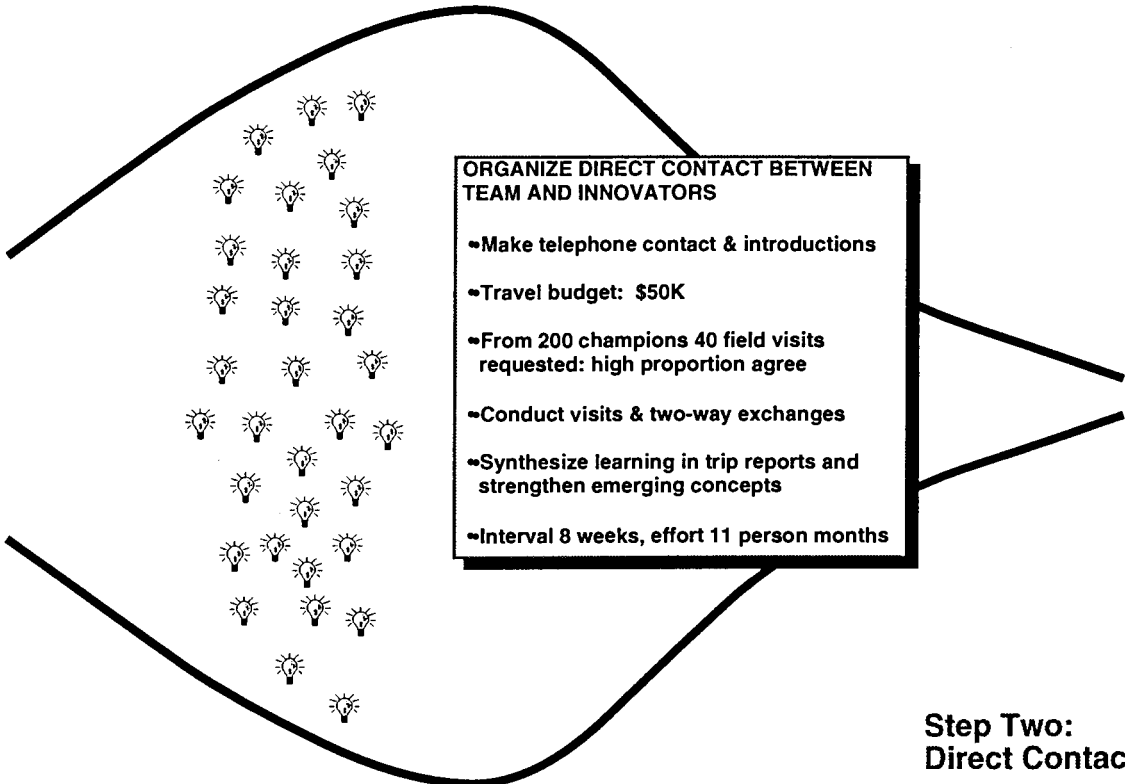 ORGANIZE DIRECT CONTACT BETWEEN
TEAM AND INNOVATORS
Make telephone contact & introductions
Travel budget: $50K
From 200 champions 40 field visits
requested: high proportion agree
Conduct visits & two-way exchanges
Synthesize learning in trip reports and
strengthen emerging concepts
Interval 8 weeks, effort 11 person months
Step Two:
Direct Contac